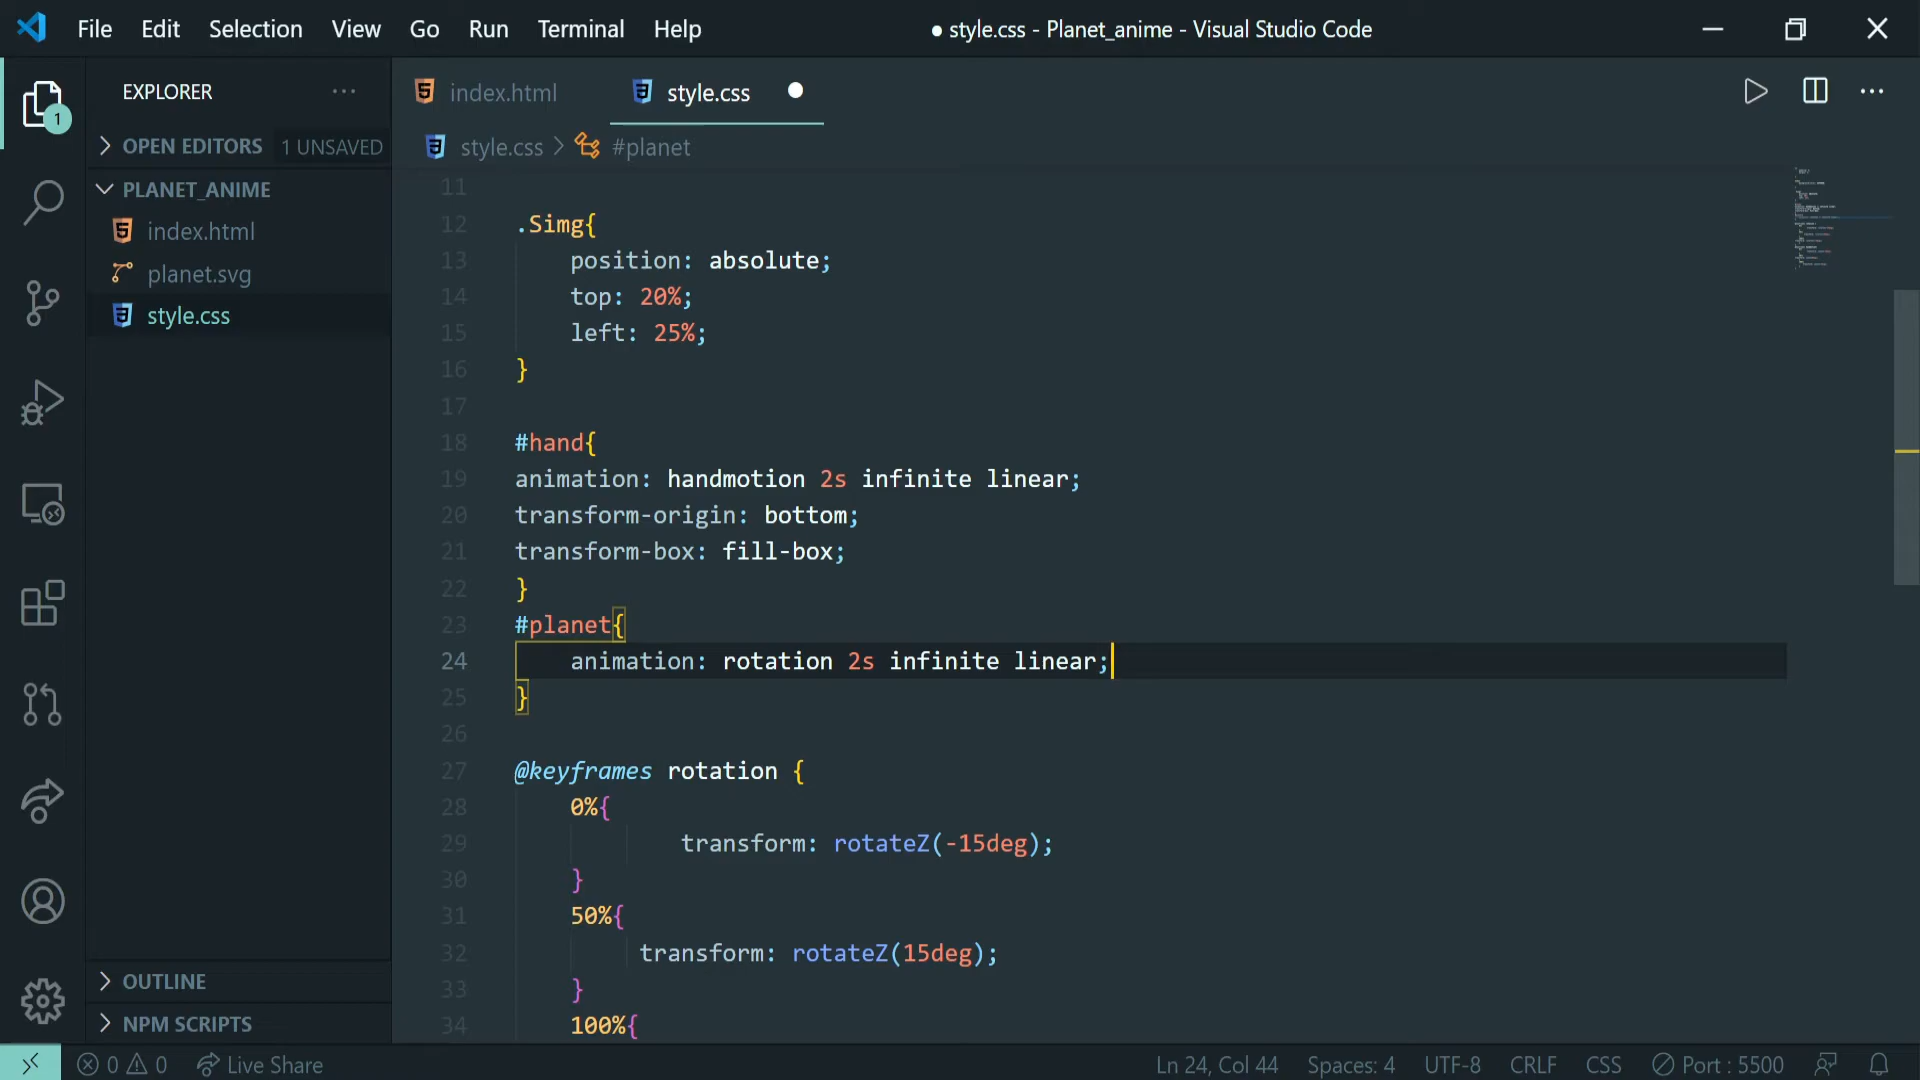 File Edit Selection View Go Run Terminal Help
● style.css - Planet_anime - Visual Studio Code
EXPLORER
1
OPEN EDITORS 1 UNSAVED
PLANET_ANIME
index.html
planet.svg
style.css
OUTLINE
NPM SCRIPTS
index.html style.css
style.css > #planet
11
12 .Simg{
13 position: absolute;
14 top: 20%;
15 left: 25%;
16 }
17
18 #hand{
19 animation: handmotion 2s infinite linear;
20 transform-origin: bottom;
21 transform-box: fill-box;
22 }
23 #planet{
24 animation: rotation 2s infinite linear;
25 }
26
27 @keyframes rotation {
28 0%{
29 transform: rotateZ(-15deg);
30 }
31 50%{
32 transform: rotateZ(15deg);
33 }
34 100%{
0 0 Live Share Ln 24, Col 44 Spaces: 4 UTF-8 CRLF CSS Port : 5500